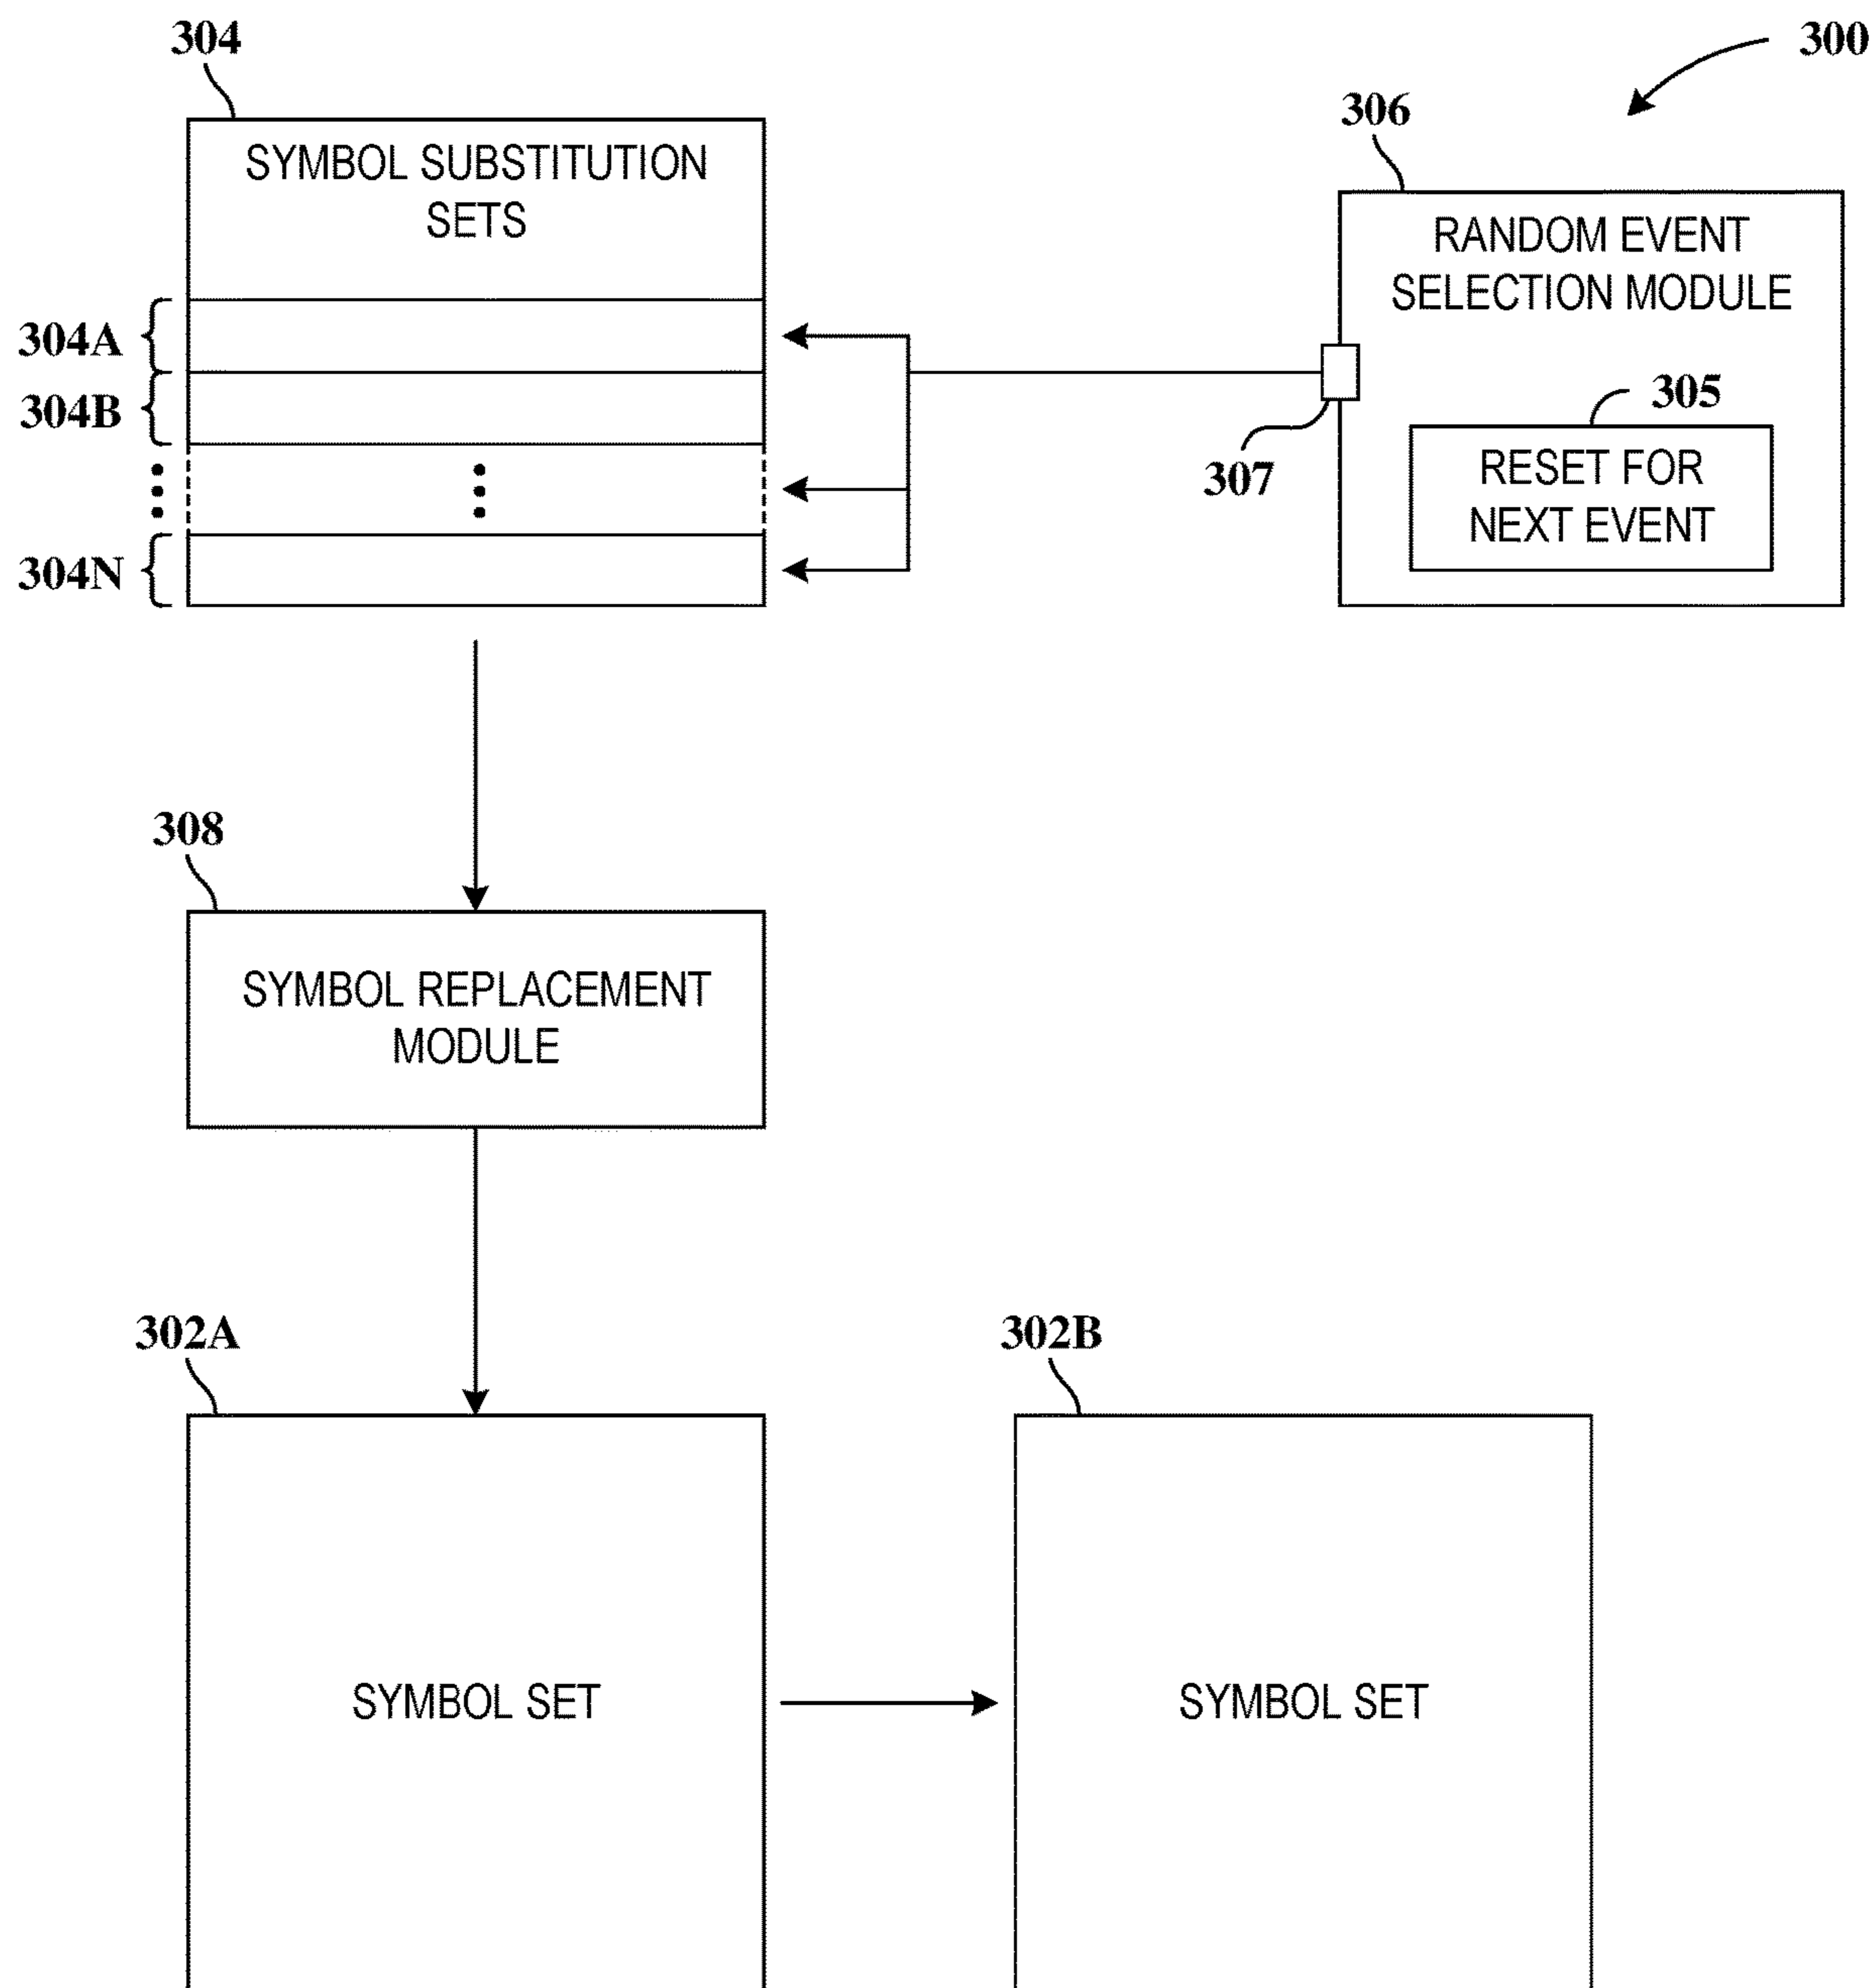 304
300
306
SYMBOL SUBSTITUTION
SETS
RANDOM EVENT
SELECTION MODULE
304A
304B
305
307
RESET FOR
NEXT EVENT
304N
308
SYMBOL REPLACEMENT
MODULE
302A
302B
SYMBOL SET
SYMBOL SET